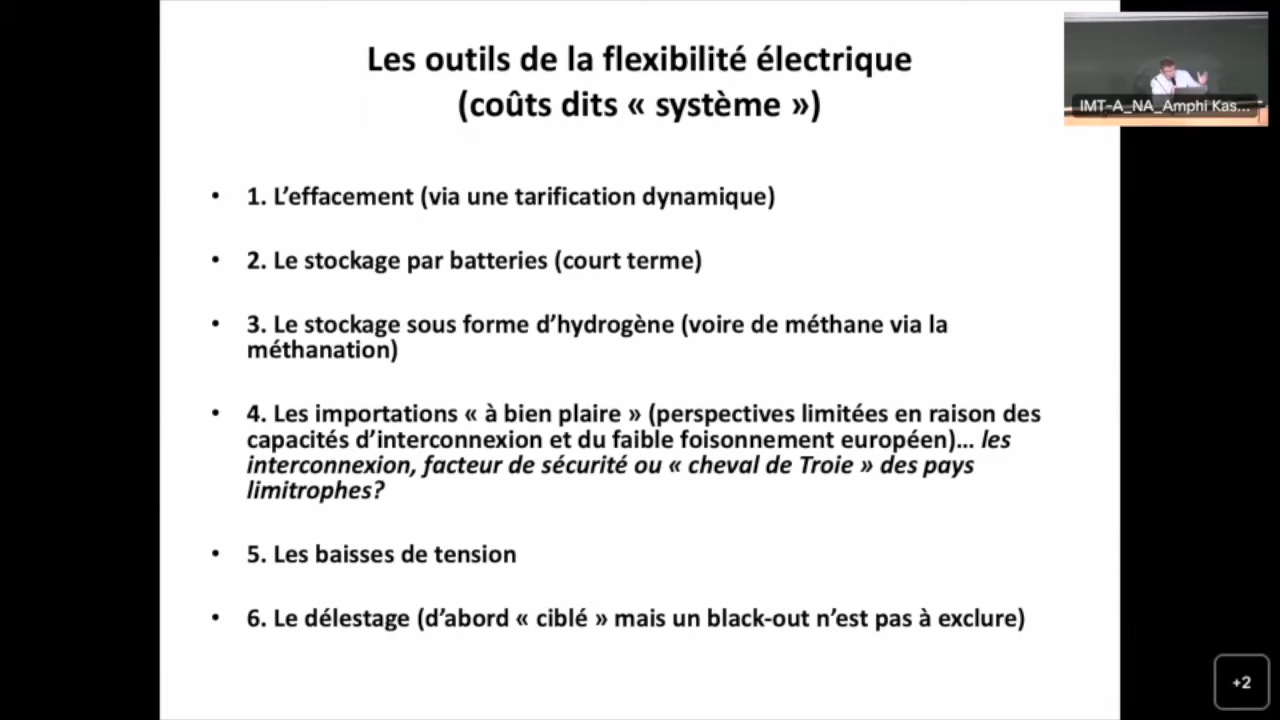 Les outils de la flexibilité électrique
(coûts dits « système »)
IMT-A_NA_Amphi Kas...
• 1. L’effacement (via une tarification dynamique)
• 2. Le stockage par batteries (court terme)
• 3. Le stockage sous forme d’hydrogène (voire de méthane via la
méthanation)
• 4. Les importations « à bien plaire » (perspectives limitées en raison des
capacités d’interconnexion et du faible foisonnement européen)... les
interconnexion, facteur de sécurité ou « cheval de Troie » des pays
limitrophes?
• 5. Les baisses de tension
• 6. Le délestage (d’abord « ciblé » mais un black-out n’est pas à exclure)
+2